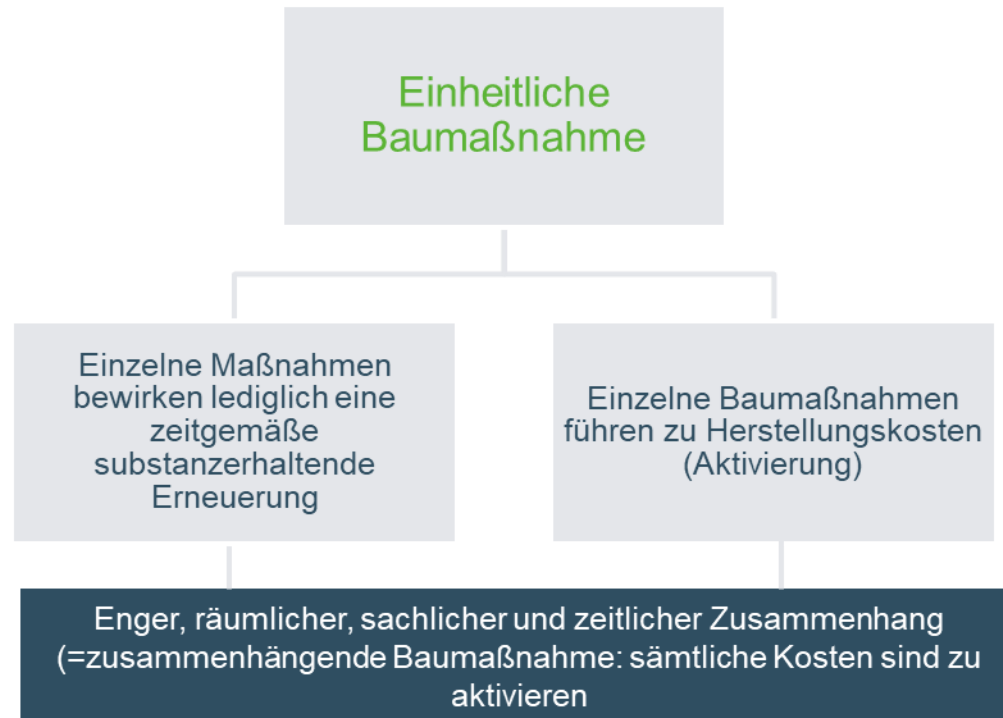 Einheitliche
Baumaßnahme
Einzelne Maßnahmen
bewirken lediglich eine
zeitgemäße
substanzerhaltende
Erneuerung
Einzelne Baumaßnahmen
führen zu Herstellungskosten
(Aktivierung)
Enger, räumlicher, sachlicher und zeitlicher Zusammenhang
(=zusammenhängende Baumaßnahme: sämtliche Kosten sind zu
aktivieren